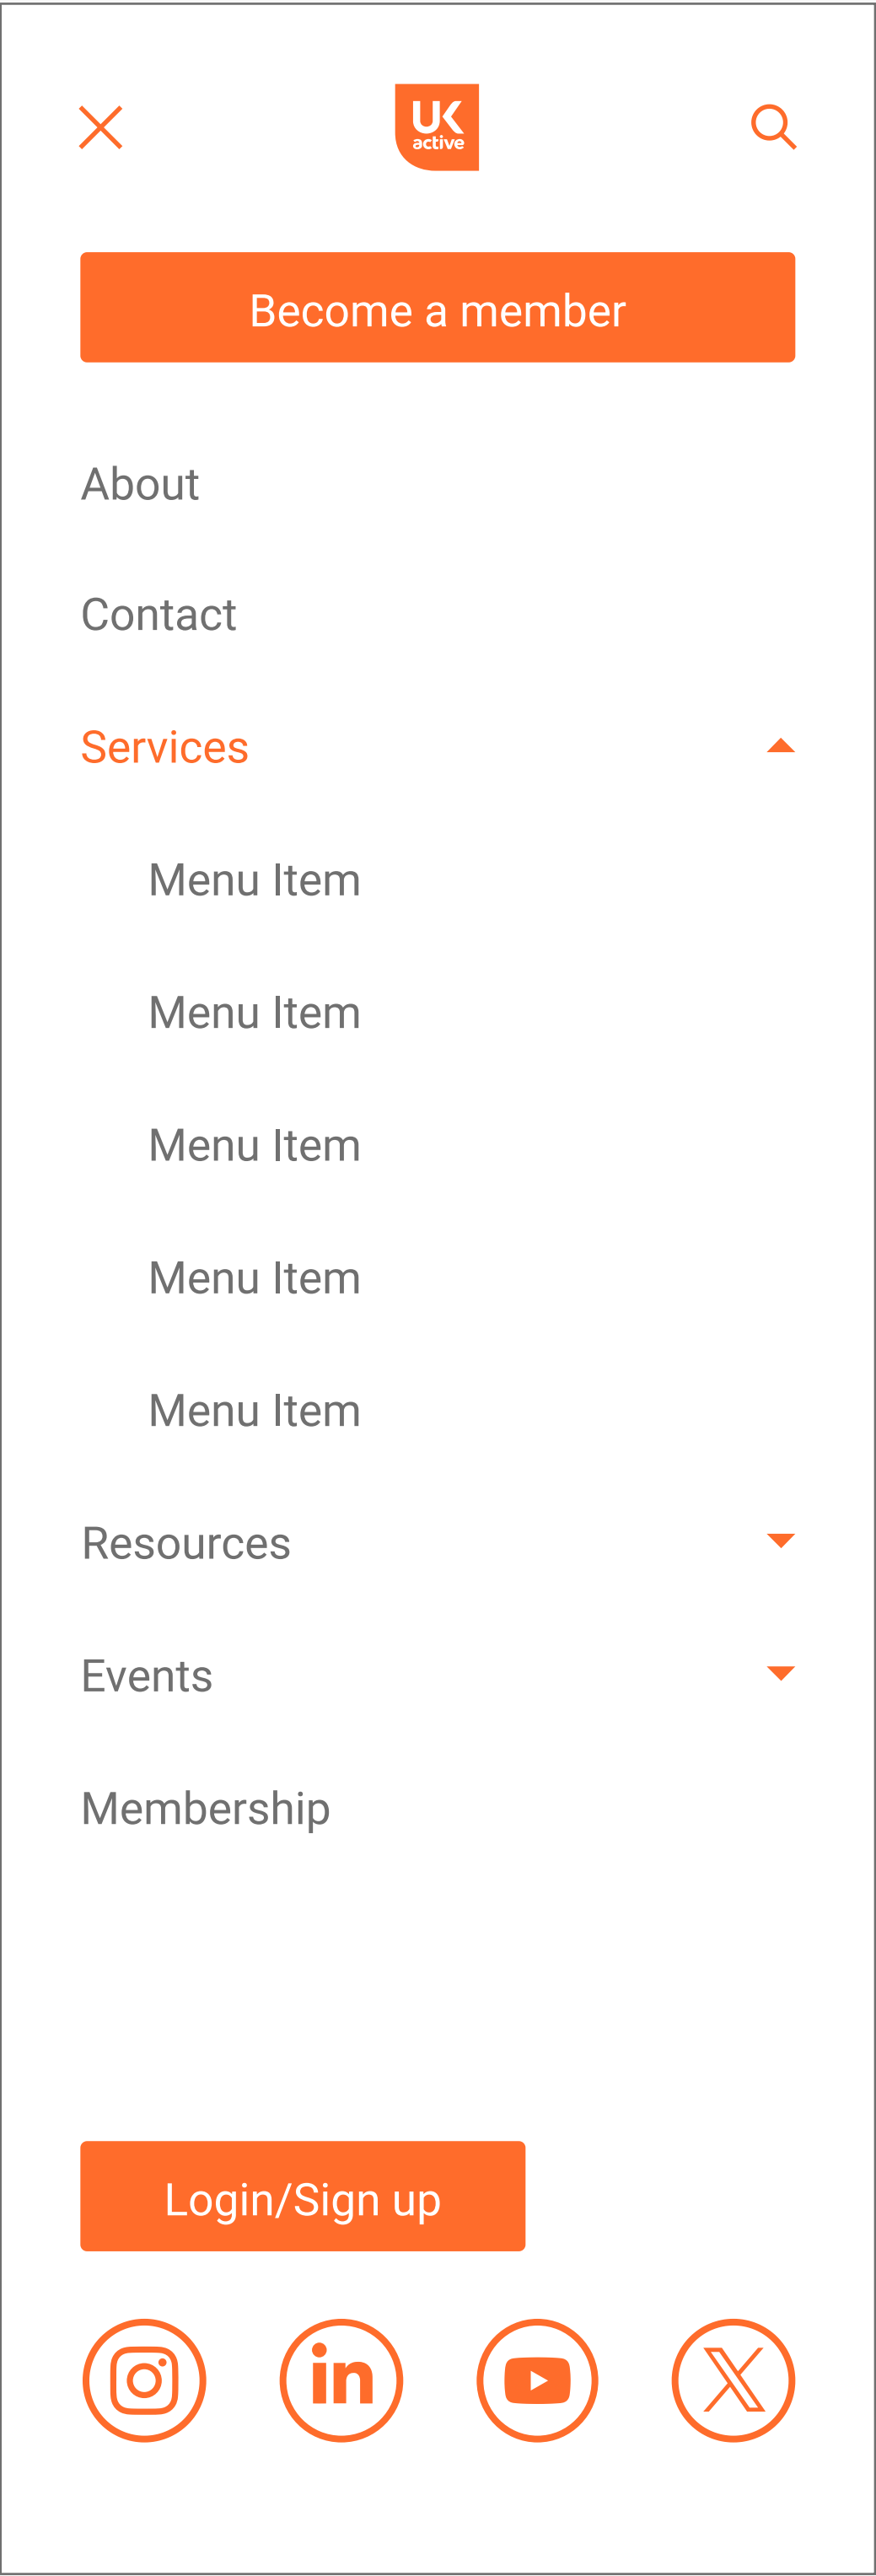 UK
active
Become a member
About
Contact
Services
Menu Item
Menu Item
Menu Item
Menu Item
Menu Item
Resources
Events
Membership
Login/Sign up
in
X